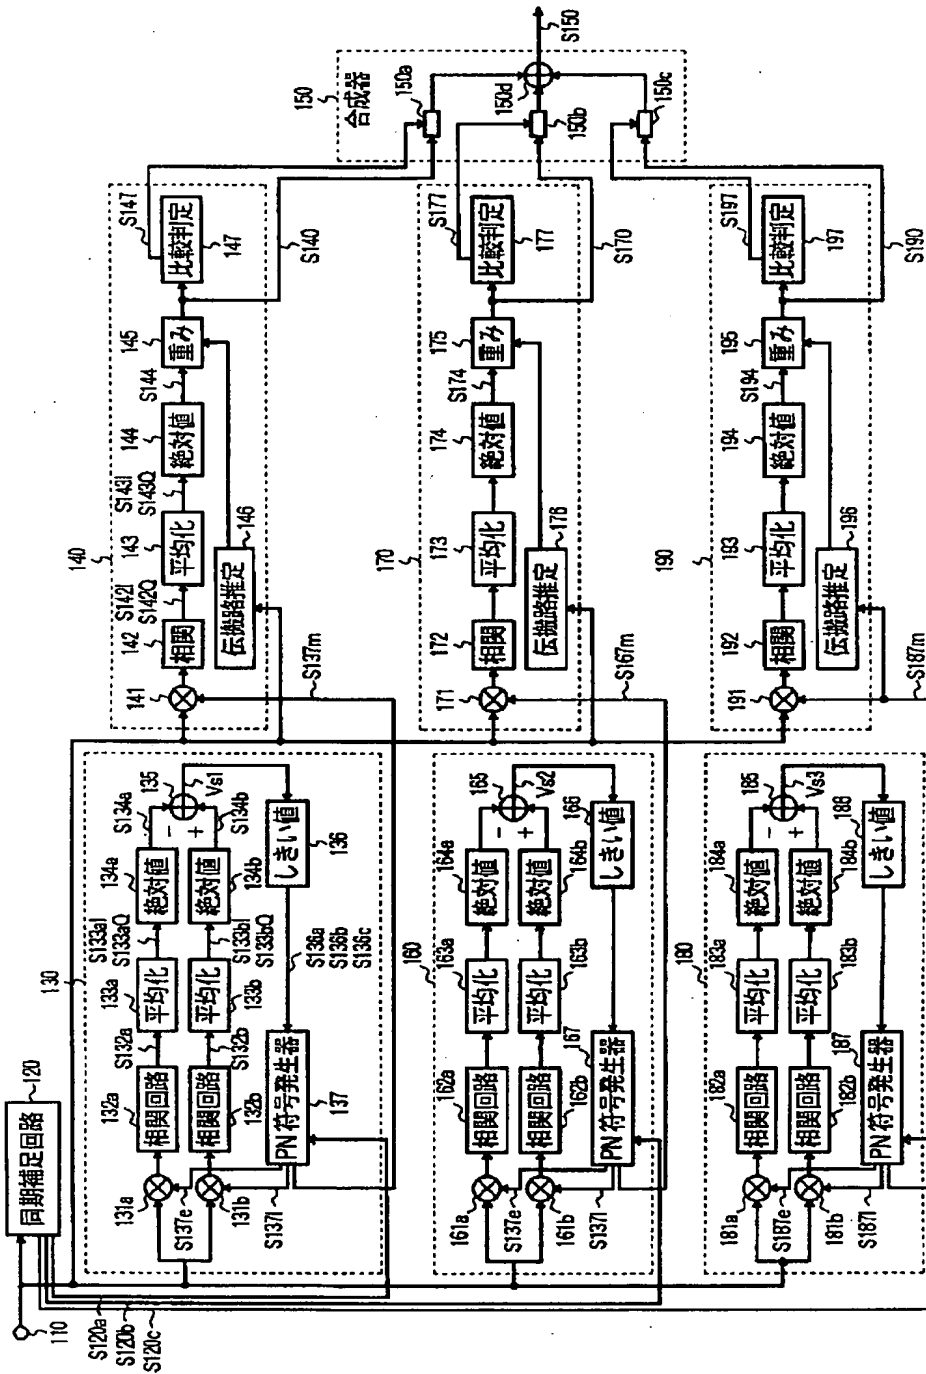 110
120
同期補足回路
S120a
S120b
S120c
130
131a
131b
132a
相関回路
相関回路
132b
S132a
S132b
133a
平均化
平均化
133b
S133aI
S133aQ
S133bI
S133bQ
134a
絶対値
絶対値
134b
S134a
S134b
−
+
135
Vs1
しきい値
136
S136a
S136b
S136c
PN符号発生器
137
S137e
S137l
S137m
140
141
142
相関
S142I
S142Q
143
平均化
S143I
S143Q
144
絶対値
S144
145
重み
伝搬路推定
146
比較判定
147
S147
S140
160
161a
161b
162a
相関回路
相関回路
162b
163a
平均化
平均化
163b
164a
絶対値
絶対値
164b
−
+
165
Vs2
しきい値
166
PN符号発生器
167
S137e
S137l
S167m
170
171
172
相関
173
平均化
174
絶対値
S174
175
重み
伝搬路推定
176
比較判定
177
S177
S170
180
181a
181b
182a
相関回路
相関回路
182b
183a
平均化
平均化
183b
184a
絶対値
絶対値
184b
−
+
185
Vs3
しきい値
186
PN符号発生器
187
S187e
S187l
S187m
190
191
192
相関
193
平均化
194
絶対値
S194
195
重み
伝搬路推定
196
比較判定
197
S197
S190
150
合成器
150a
150b
150c
150d
S150